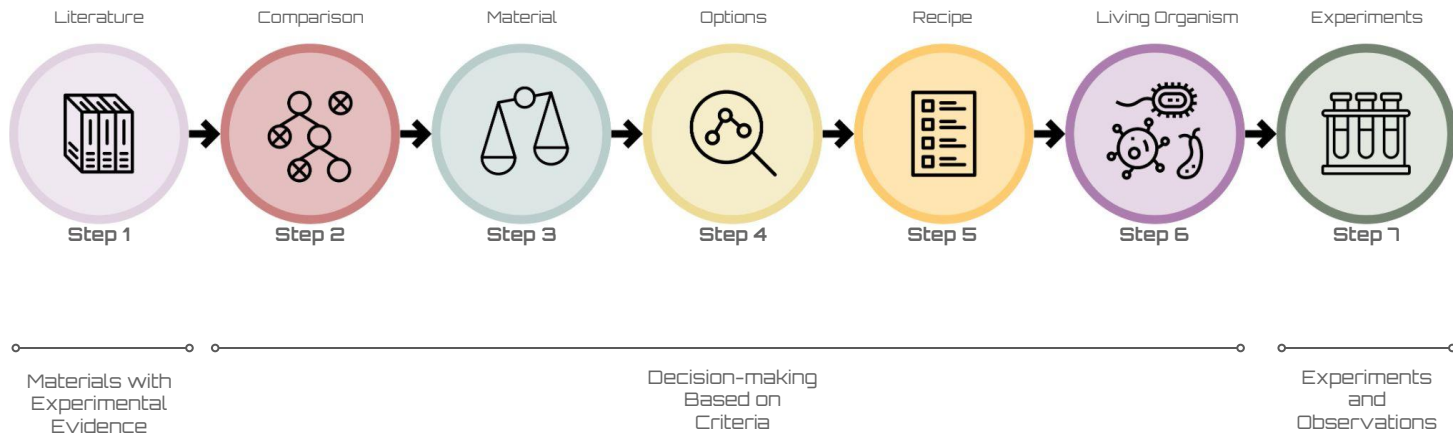 Literature
Comparison
Material
Options
Recipe
Living Organism
Experiments
Step 1
Step 2
Step 3
Step 4
Step 5
Step 6
Step 7
Materials with
Experimental
Evidence
Decision-making
Based on
Criteria
Experiments
and
Observations